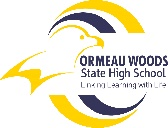 ORMEAU WOODS
State High School
Linking Learning with Life